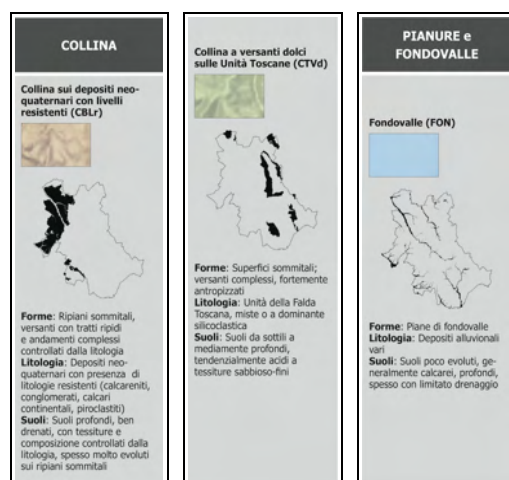 COLLINA
Collina sui depositi neo-
quaternari con livelli
resistenti (CBLr)
Forme: Ripiani sommitali,
versanti con tratti ripidi
e andamenti complessi
controllati dalla litologia
Litologia: Depositi neo-
quaternari con presenza di
litologie resistenti (calcareniti,
conglomerati, calcari
continentali, piroclastiti)
Suoli: Suoli profondi, ben
drenati, con tessiture e
composizione controllati dalla
litologia, spesso molto evoluti
sui ripiani sommitali
Collina a versanti dolci
sulle Unità Toscane (CTVd)
Forme: Superfici sommitali;
versanti complessi, fortemente
antropizzati
Litologia: Unità della Falda
Toscana, miste o a dominante
silicoclastica
Suoli: Suoli da sottili a
mediamente profondi,
tendenzialmente acidi a
tessiture sabbioso-fini
PIANURE e
FONDOVALLE
Fondovalle (FON)
Forme: Piane di fondovalle
Litologia: Depositi alluvionali
vari
Suoli: Suoli poco evoluti, ge-
neralmente calcarei, profondi,
spesso con limitato drenaggio